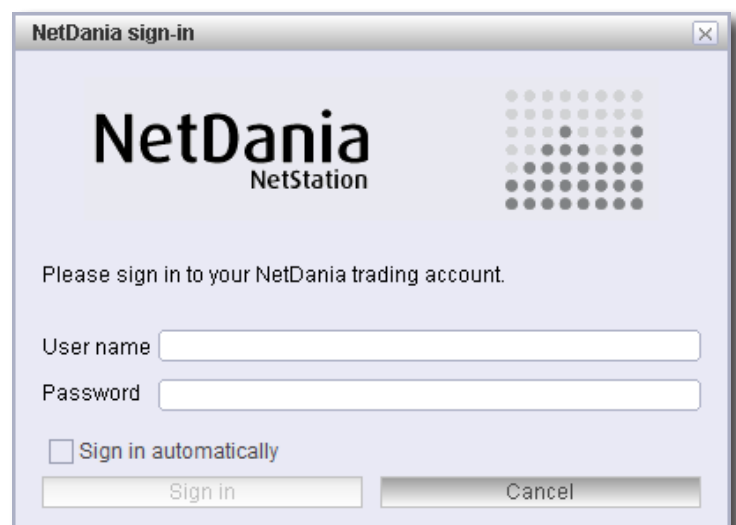 NetDania sign-in
NetDania
NetStation
Please sign in to your NetDania trading account.
User name
Password
Sign in automatically
Sign in
Cancel